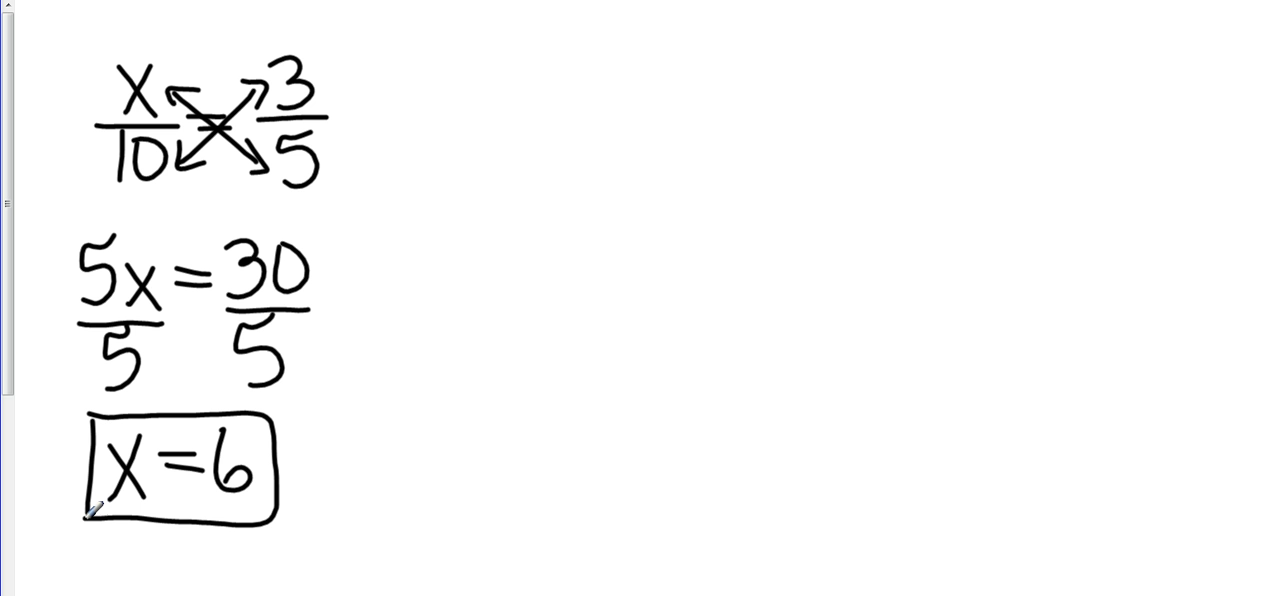 x/10 = 3/5
5x/5 = 30/5
x = 6